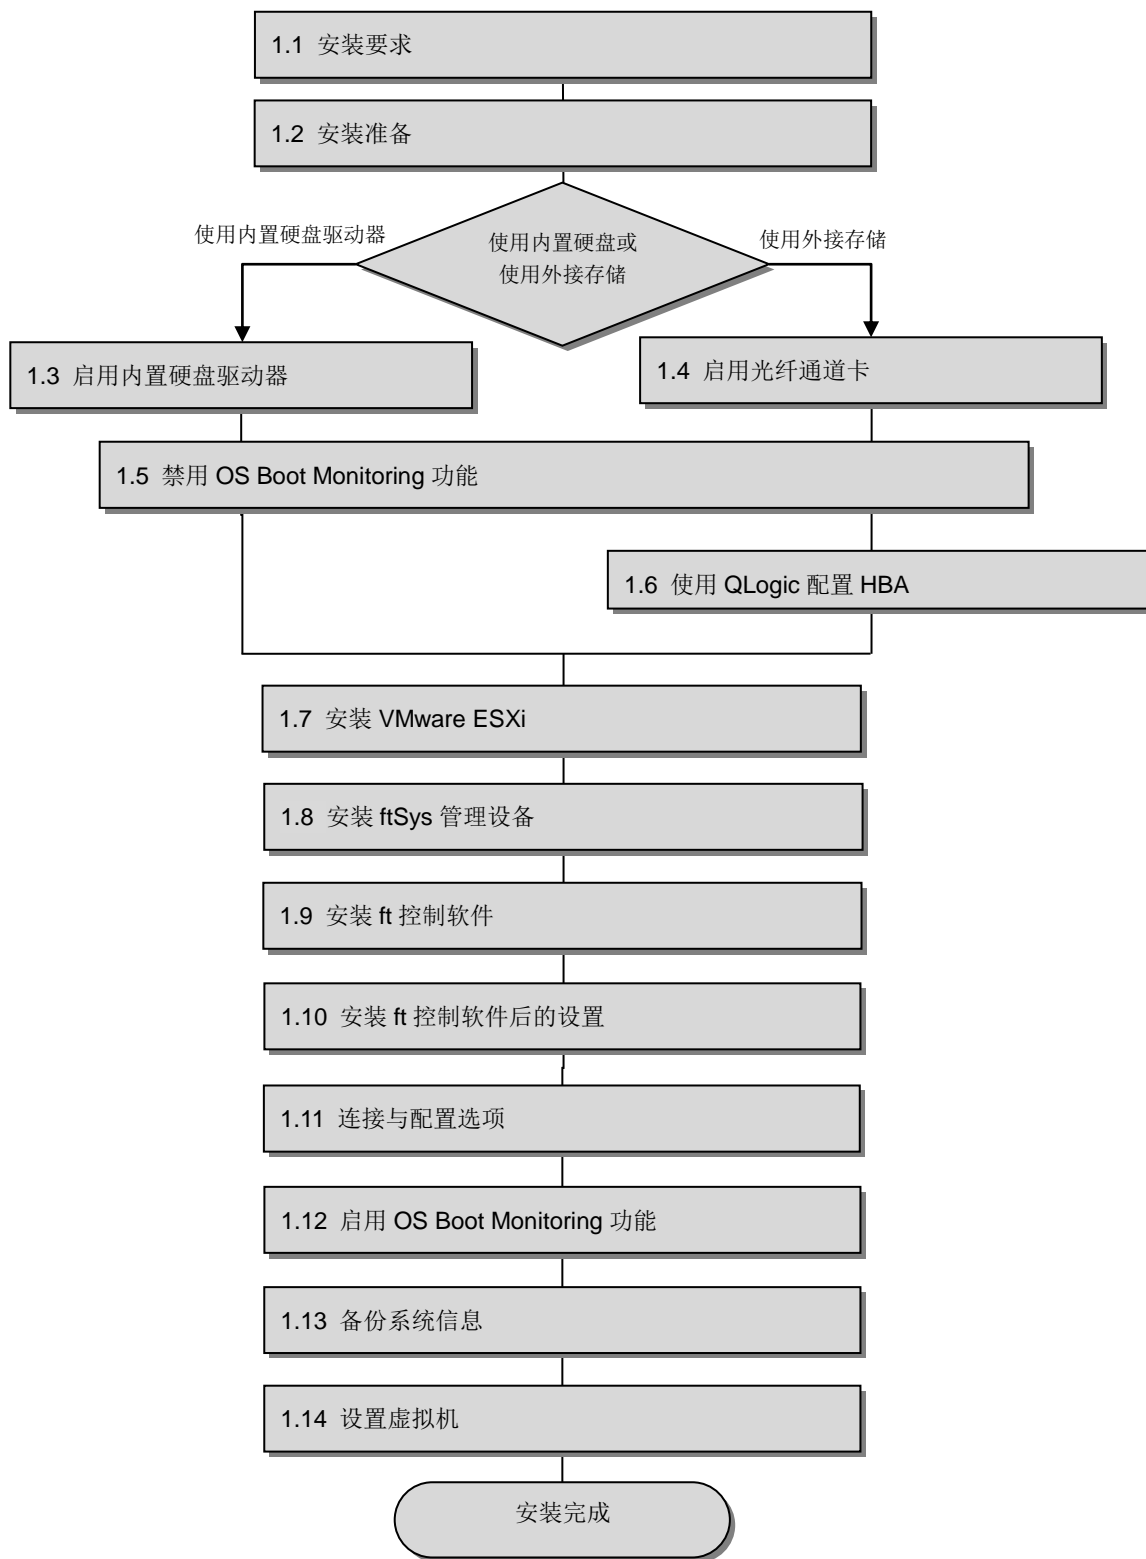 1.1 安装要求
1.2 安装准备
使用内置硬盘驱动器
使用内置硬盘或
使用外接存储
使用外接存储
1.3 启用内置硬盘驱动器
1.4 启用光纤通道卡
1.5 禁用 OS Boot Monitoring 功能
1.6 使用 QLogic 配置 HBA
1.7 安装 VMware ESXi
1.8 安装 ftSys 管理设备
1.9 安装 ft 控制软件
1.10 安装 ft 控制软件后的设置
1.11 连接与配置选项
1.12 启用 OS Boot Monitoring 功能
1.13 备份系统信息
1.14 设置虚拟机
安装完成